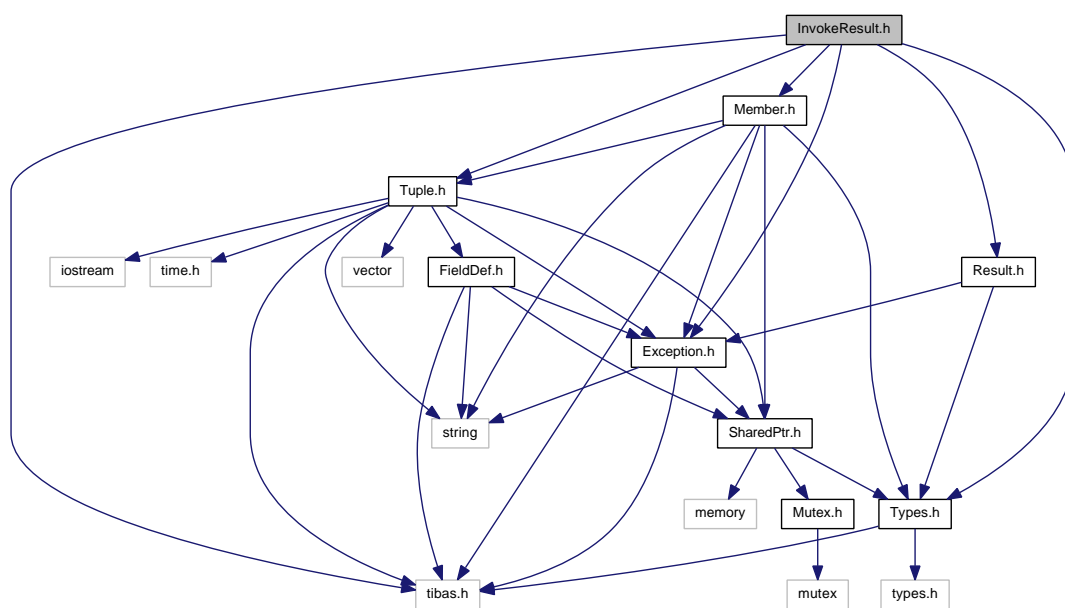 InvokeResult.h
Member.h
Tuple.h
iostream
time.h
vector
FieldDef.h
Result.h
Exception.h
string
SharedPtr.h
memory
Mutex.h
Types.h
tibas.h
mutex
types.h